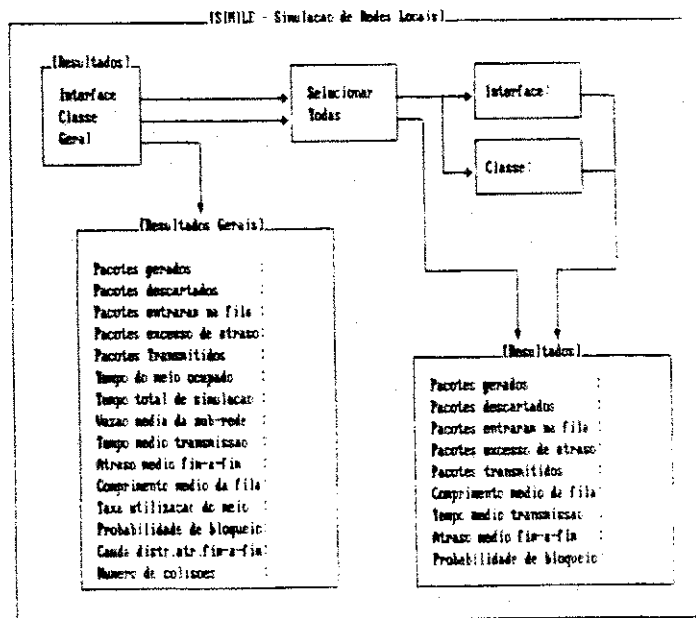 [SIMILE - Simulacao de Redes Locais]
[Resultados]
Interface
Classe
Geral
Selecionar
Todas
Interface:
Classe:
[Resultados Gerais]
Pacotes gerados :
Pacotes descartados :
Pacotes entraram na fila :
Pacotes excesso de atraso:
Pacotes Transmitidos :
Tempo do meio ocupado :
Tempo total de simulacao :
Vazao media da sub-rede :
Tempo medio transmissao :
Atraso medio fim-a-fim :
Comprimento medio da fila:
Taxa utilizacao do meio :
Probabilidade de bloqueio:
Cauda distr.atr.fim-a-fim:
Numero de colisoes :
[Resultados]
Pacotes gerados :
Pacotes descartados :
Pacotes entraram na fila :
Pacotes excesso de atraso:
Pacotes transmitidos :
Comprimento medio da fila:
Tempo medio transmissao :
Atraso medio fim-a-fim :
Probabilidade de bloqueio: